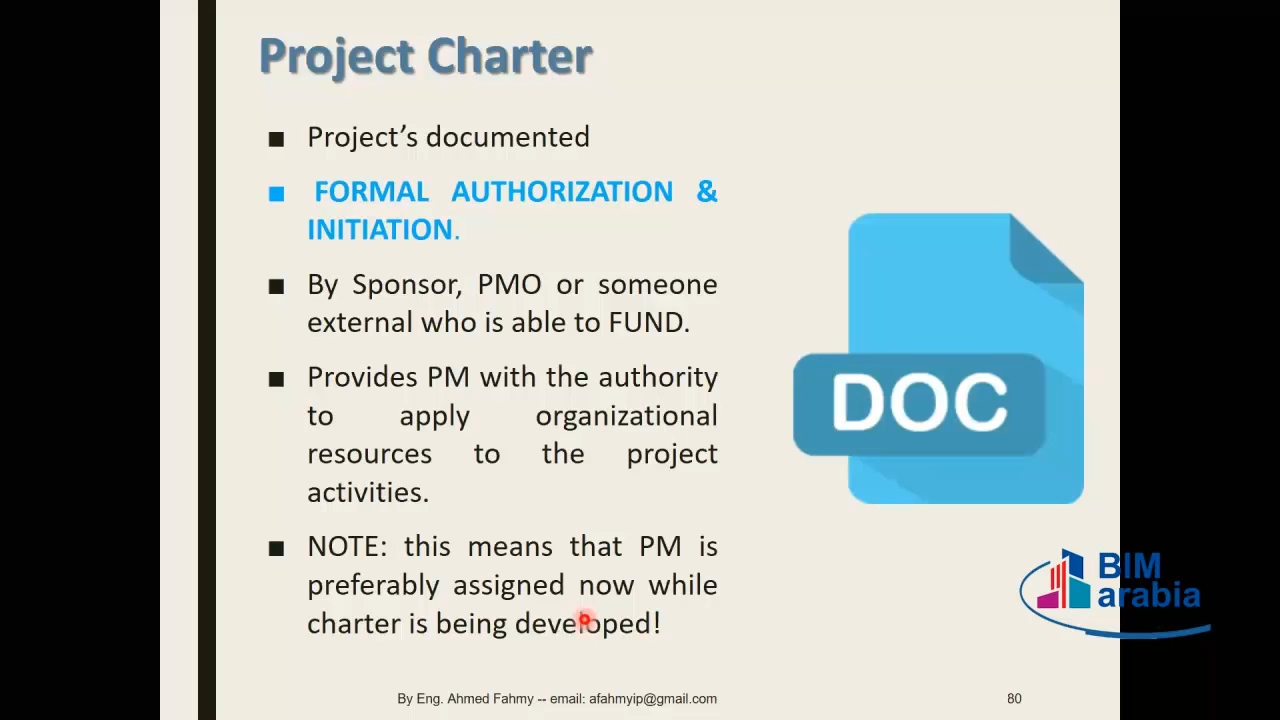 Project Charter
Project’s documented
FORMAL AUTHORIZATION &
INITIATION.
By Sponsor, PMO or someone
external who is able to FUND.
Provides PM with the authority
to apply organizational
resources to the project
activities.
NOTE: this means that PM is
preferably assigned now while
charter is being developed!
DOC
BIM
arabia
By Eng. Ahmed Fahmy -- email: afahmyip@gmail.com
80